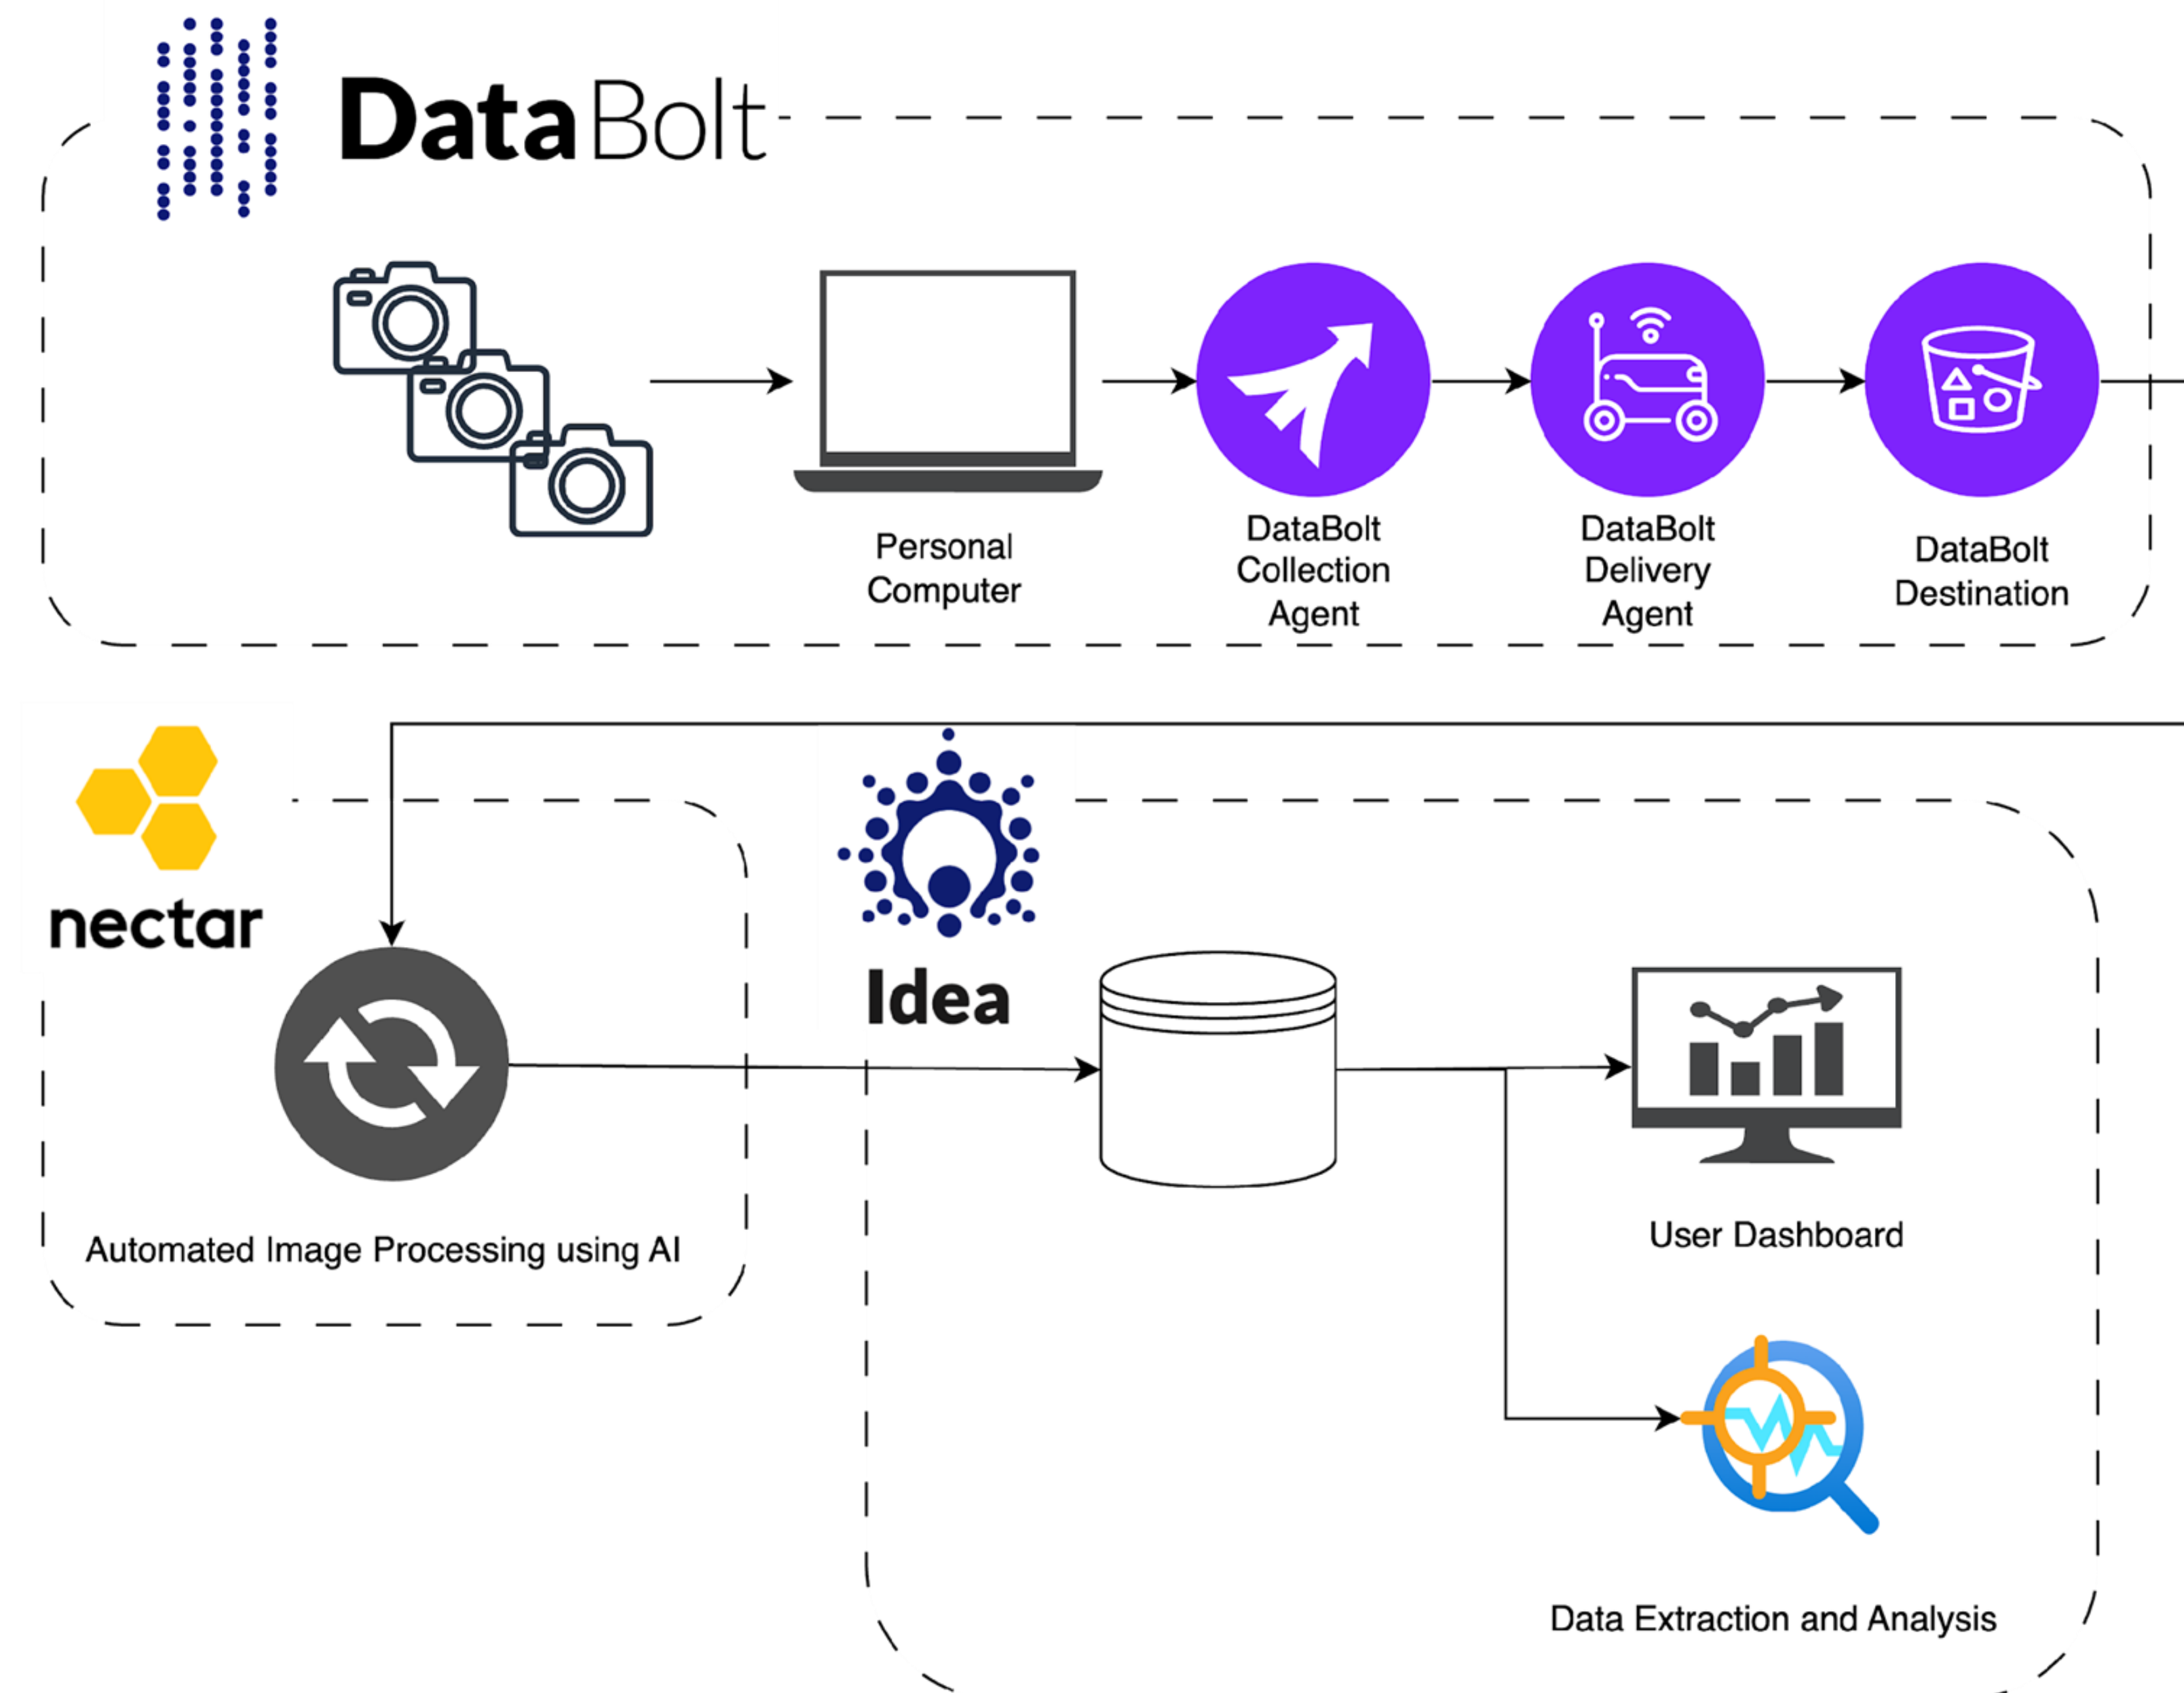 DataBolt
Personal
Computer
DataBolt
Collection
Agent
DataBolt
Delivery
Agent
DataBolt
Destination
nectar
Automated Image Processing using AI
Idea
User Dashboard
Data Extraction and Analysis